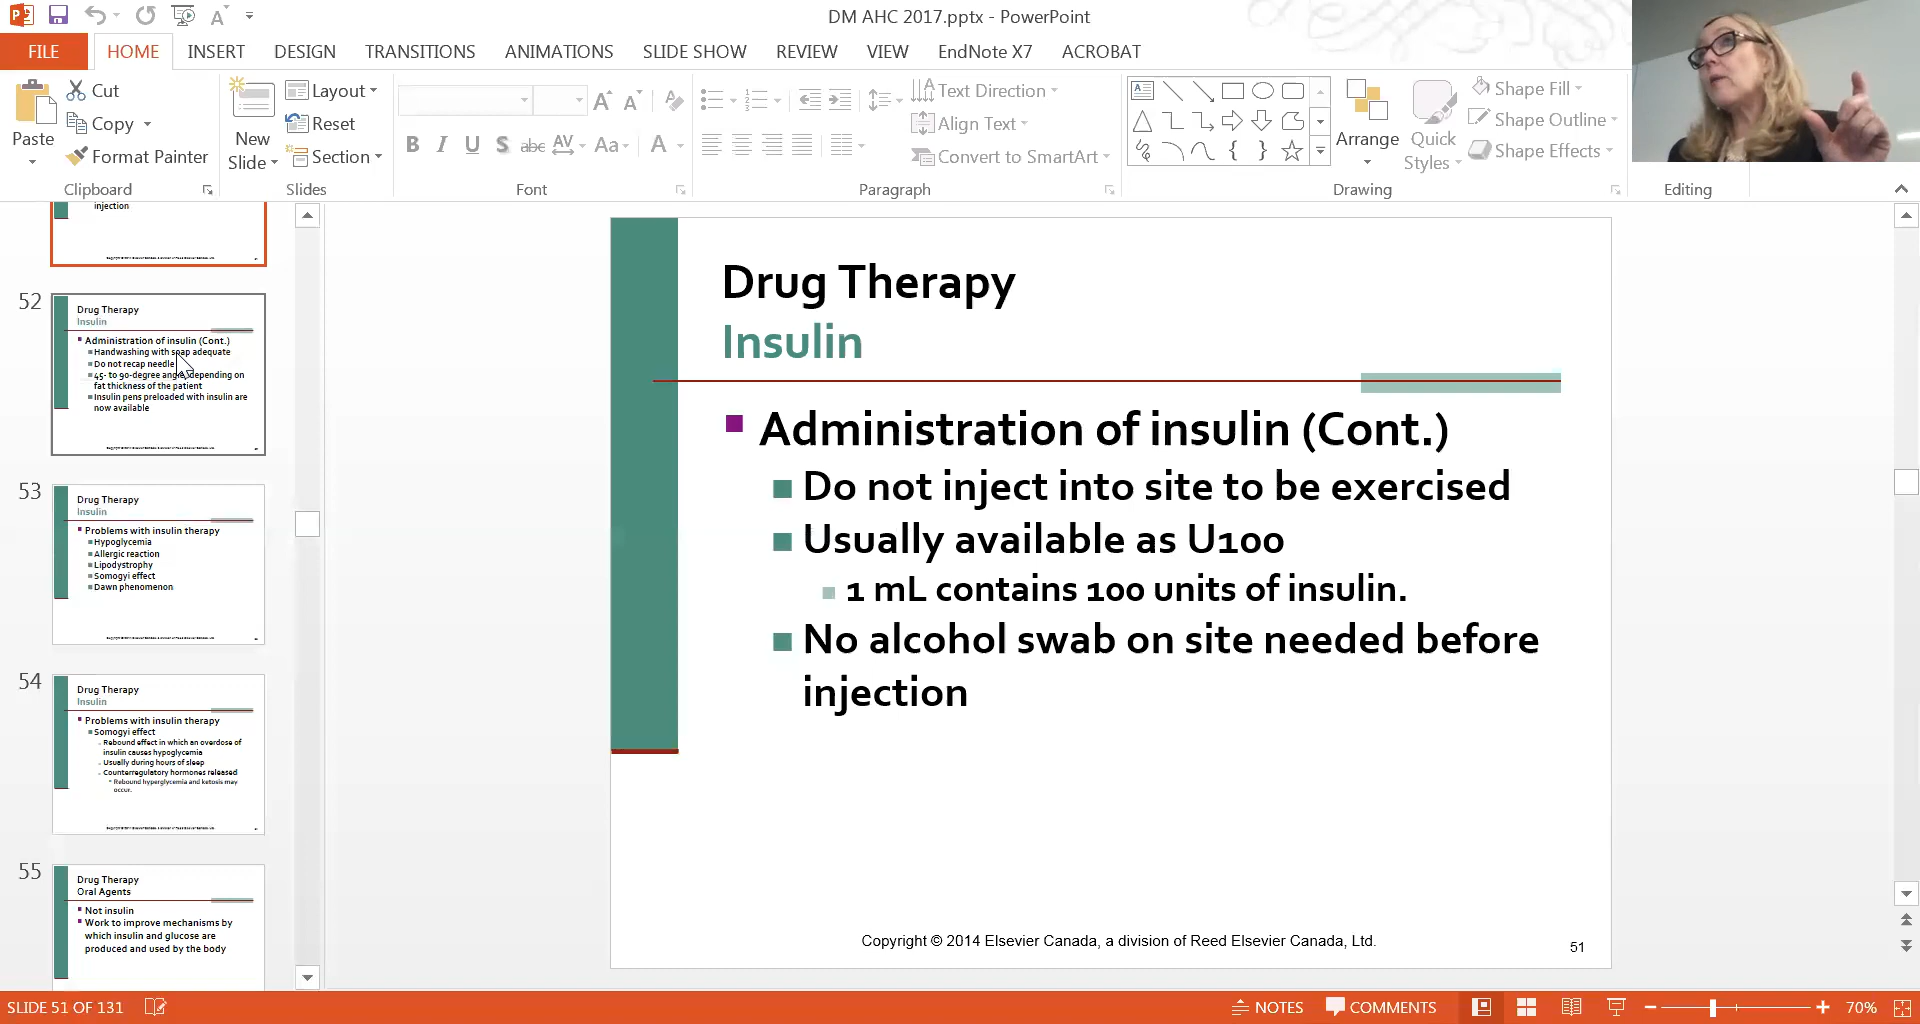 DM AHC 2017.pptx - PowerPoint
FILE HOME INSERT DESIGN TRANSITIONS ANIMATIONS SLIDE SHOW REVIEW VIEW EndNote X7 ACROBAT
Paste
Cut
Copy
Format Painter
Clipboard
New
Slide
Layout
Reset
Section
Slides
B I U S abc AV Aa A
Font
Text Direction
Align Text
Convert to SmartArt
Paragraph
Arrange
Quick
Styles
Shape Fill
Shape Outline
Shape Effects
Drawing
Editing
injection
52
Drug Therapy
Insulin
Administration of insulin (Cont.)
Handwashing with soap adequate
Do not recap needle
45- to 90-degree angle, depending on
fat thickness of the patient
Insulin pens preloaded with insulin are
now available
53
Drug Therapy
Insulin
Problems with insulin therapy
Hypoglycemia
Allergic reaction
Lipodystrophy
Somogyi effect
Dawn phenomenon
54
Drug Therapy
Insulin
Problems with insulin therapy
Somogyi effect
Rebound effect in which an overdose of
insulin causes hypoglycemia
Usually during hours of sleep
Counterregulatory hormones released
Rebound hyperglycemia and ketosis may
occur.
55
Drug Therapy
Oral Agents
Not insulin
Work to improve mechanisms by
which insulin and glucose are
produced and used by the body
Drug Therapy
Insulin
Administration of insulin (Cont.)
Do not inject into site to be exercised
Usually available as U100
1 mL contains 100 units of insulin.
No alcohol swab on site needed before
injection
Copyright © 2014 Elsevier Canada, a division of Reed Elsevier Canada, Ltd.
51
SLIDE 51 OF 131
NOTES
COMMENTS
70%